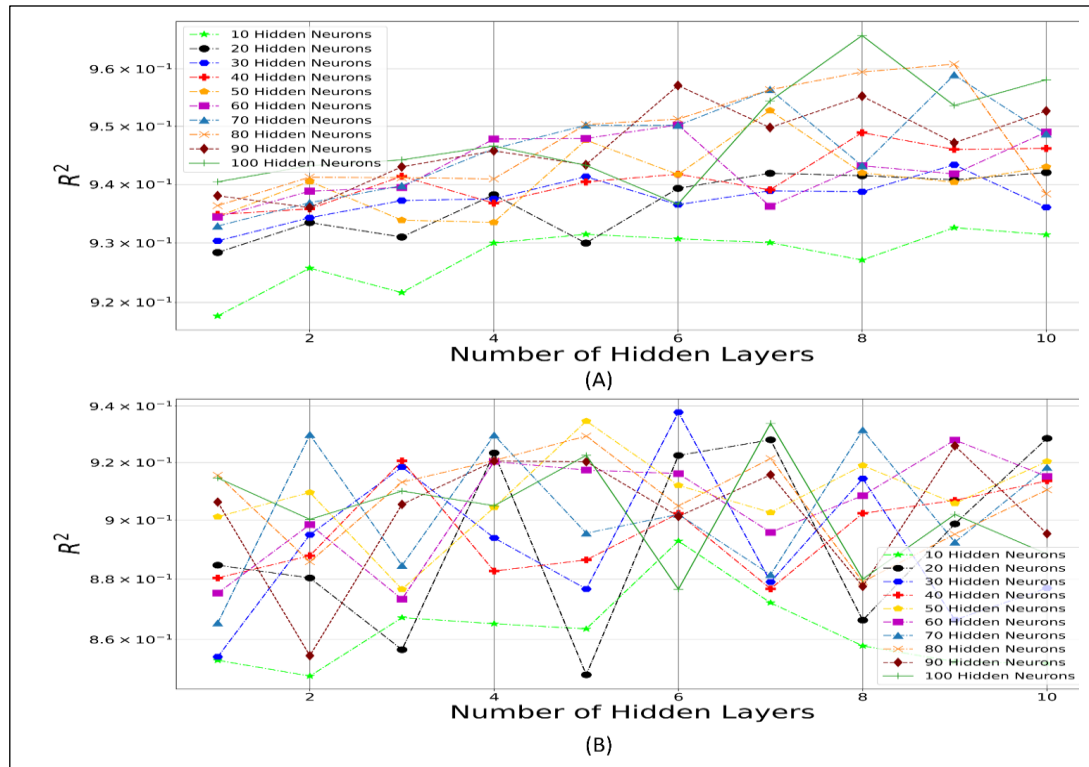 10 Hidden Neurons
20 Hidden Neurons
30 Hidden Neurons
40 Hidden Neurons
50 Hidden Neurons
60 Hidden Neurons
70 Hidden Neurons
80 Hidden Neurons
90 Hidden Neurons
100 Hidden Neurons
R²
9.6 × 10⁻¹
9.5 × 10⁻¹
9.4 × 10⁻¹
9.3 × 10⁻¹
9.2 × 10⁻¹
2 4 6 8 10
Number of Hidden Layers
(A)
R²
9.4 × 10⁻¹
9.2 × 10⁻¹
9 × 10⁻¹
8.8 × 10⁻¹
8.6 × 10⁻¹
10 Hidden Neurons
20 Hidden Neurons
30 Hidden Neurons
40 Hidden Neurons
50 Hidden Neurons
60 Hidden Neurons
70 Hidden Neurons
80 Hidden Neurons
90 Hidden Neurons
100 Hidden Neurons
2 4 6 8 10
Number of Hidden Layers
(B)